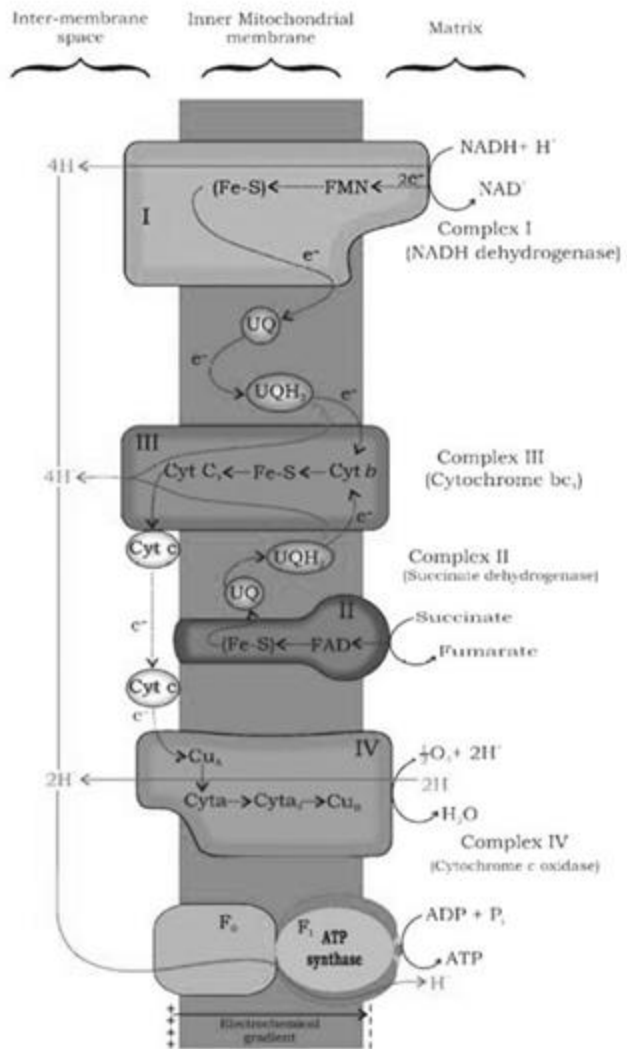 Inter-membrane
space
Inner Mitochondrial
membrane
Matrix
4H
NADH+ H⁺
(Fe-S)
FMN
2e⁻
NAD⁺
I
Complex I
(NADH dehydrogenase)
e⁻
UQ
e⁻
UQH₂
e⁻
III
Complex III
(Cytochrome bc₁)
4H
Cyt C₁
Fe-S
Cyt b
e⁻
Cyt c
UQH₂
Complex II
(Succinate dehydrogenase)
UQ
II
e⁻
(Fe-S)
FAD
Succinate
Fumarate
Cyt c
e⁻
IV
Cu_A
½O₂+ 2H⁺
2H
2H
Cyta
Cyta₃
Cu_B
H₂O
Complex IV
(Cytochrome c oxidase)
F₀
F₁
ATP
synthase
ADP + Pᵢ
ATP
H⁺
Electrochemical
gradient